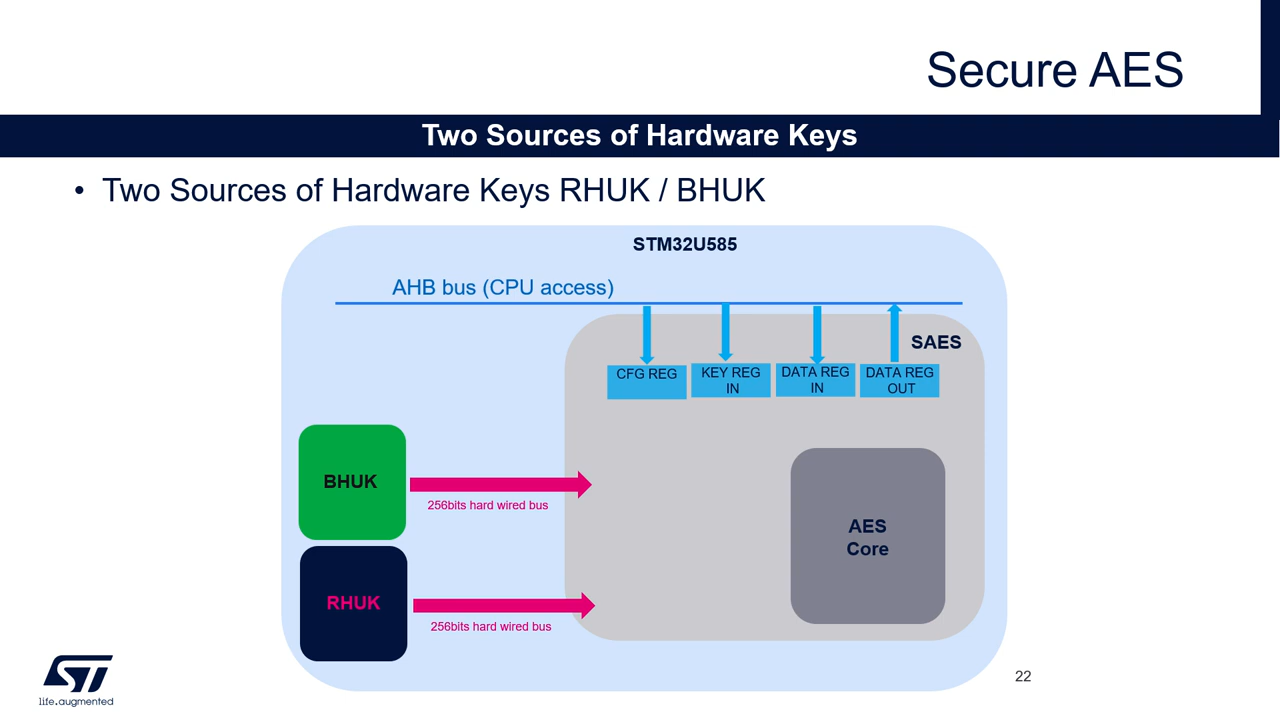 Secure AES
Two Sources of Hardware Keys
• Two Sources of Hardware Keys RHUK / BHUK
STM32U585
AHB bus (CPU access)
SAES
CFG REG
KEY REG
IN
DATA REG
IN
DATA REG
OUT
BHUK
256bits hard wired bus
AES
Core
RHUK
256bits hard wired bus
ST
life.augmented
22